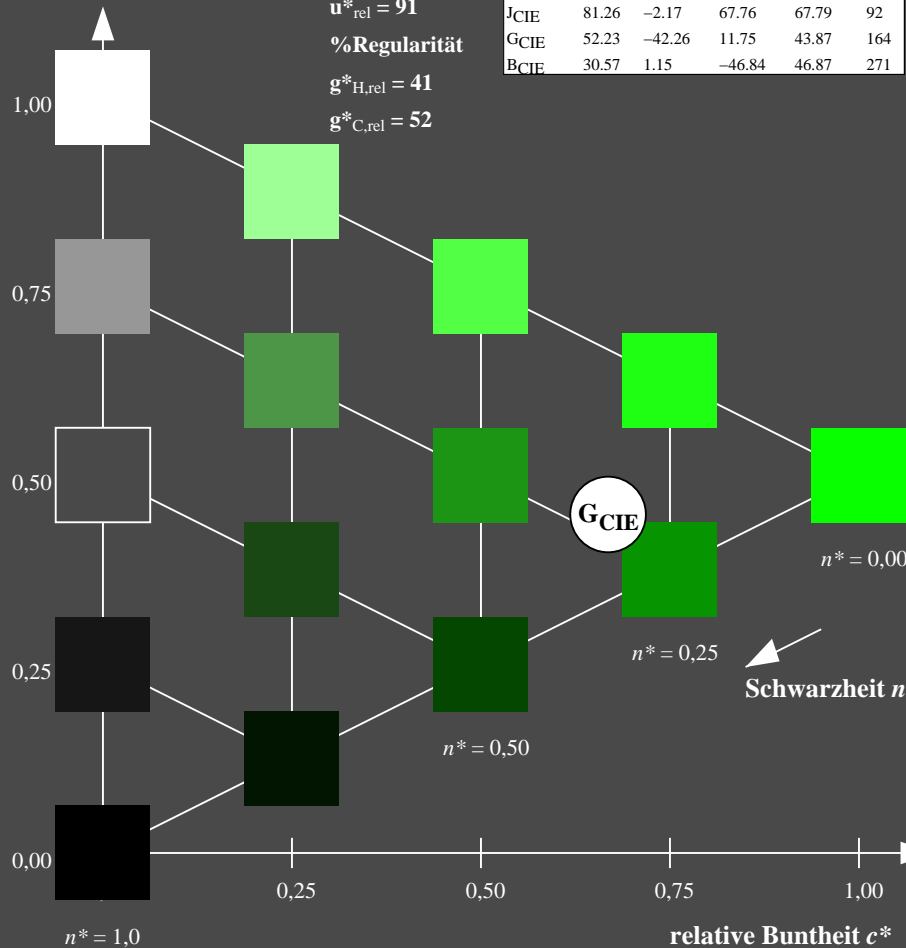 u*rel = 91
%Regularität
g*H,rel = 41
g*C,rel = 52
JCIE 81.26 −2.17 67.76 67.79 92
GCIE 52.23 −42.26 11.75 43.87 164
BCIE 30.57 1.15 −46.84 46.87 271
1,00
0,75
0,50
GCIE
n* = 0,00
n* = 0,25
0,25
Schwarzheit n
n* = 0,50
0,00
0,25 0,50 0,75 1,00
n* = 1,0
relative Buntheit c*